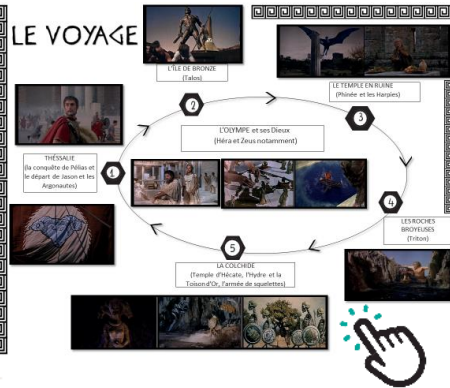 LE VOYAGE
L'ÎLE DE BRONZE
(Talos)
LE TEMPLE EN RUINE
(Phinée et les Harpies)
2
3
L'OLYMPE et ses Dieux
(Héra et Zeus notamment)
THESSALIE
(la conquête de Pélias et
le départ de Jason et les
Argonautes)
1
4
LES ROCHES
BROYEUSES
(Triton)
5
LA COLCHIDE
(Temple d'Hécate, l'Hydre et la
Toison d'Or, l'armée de squelettes)